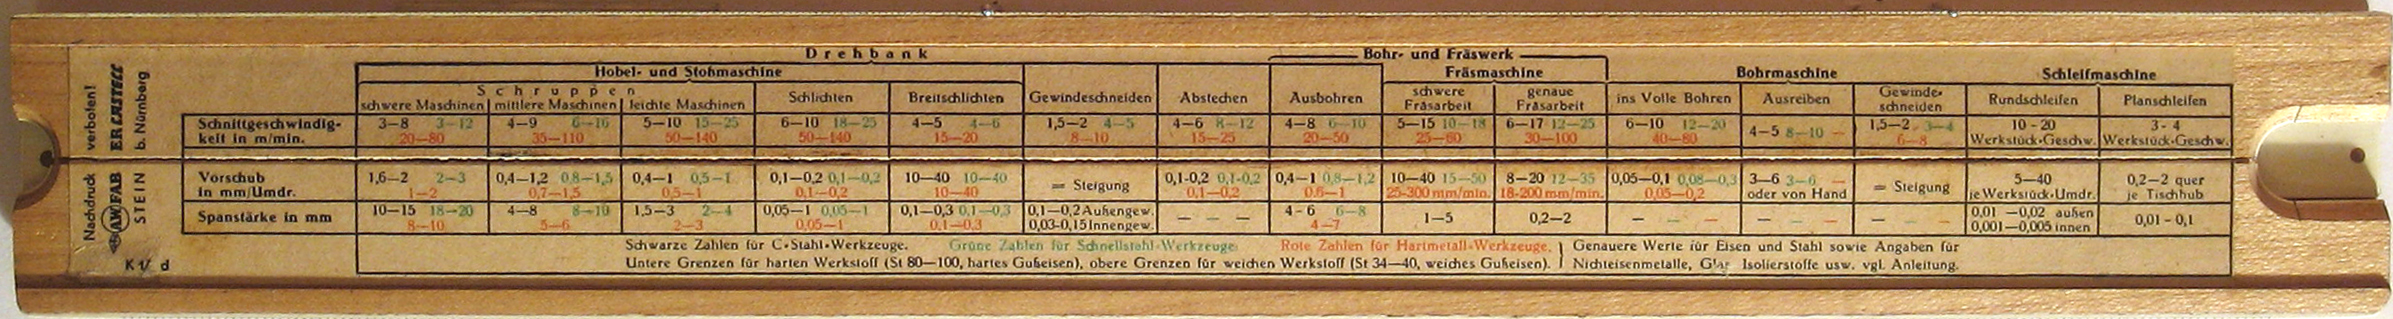 Nachdruck verboten!
A.W.FABER CASTELL
STEIN b. Nürnberg
K 1/ d
Drehbank
Bohr- und Fräswerk
Hobel- und Stoßmaschine
Fräsmaschine Bohrmaschine Schleifmaschine
Schruppen
schwere Maschinen mittlere Maschinen leichte Maschinen Schlichten Breitschlichten Gewindeschneiden Abstechen Ausbohren schwere Fräsarbeit genaue Fräsarbeit ins Volle Bohren Ausreiben Gewinde-schneiden Rundschleifen Planschleifen
Schnittgeschwindig- 3—8 3—12 4—9 6—16 5—10 15—25 6—10 18—25 4—5 4—6 1,5—2 4—5 4—6 8—12 4—8 6—10 5—15 10—18 6—17 12—25 6—10 12—20 4—5 8—10 — 1,5—2 3—4 10-20 3-4
keit in m/min. 20—80 35—110 50—140 50—140 15—20 8—10 15—25 20—50 25—60 30—100 40—80 6—8 Werkstück-Geschw. Werkstück-Geschw.
Vorschub 1,6—2 2—3 0,4—1,2 0,8—1,5 0,4—1 0,5—1 0,1—0,2 0,1—0,2 10—40 10—40 = Steigung 0,1-0,2 0,1-0,2 0,4—1 0,8—1,2 10—40 15—50 8—20 12—35 0,05—0,1 0,08—0,3 3—6 3—6 — = Steigung 5—40 0,2—2 quer
in mm/Umdr. 1—2 0,7—1,5 0,5—1 0,1—0,2 10—40 0,1—0,2 0,6—1 25-300 mm/min. 18-200 mm/min. 0,05—0,2 oder von Hand je Werkstück-Umdr. je Tischhub
Spanstärke in mm 10—15 18—20 4—8 8—10 1,5—3 2—4 0,05—1 0,05—1 0,1—0,3 0,1—0,3 0,1—0,2 Außengew. — — — 4-6 6—8 1—5 0,2—2 — — — — — — — — — 0,01 —0,02 außen 0,01 - 0,1
8—10 5—6 2—3 0,05—1 0,1—0,3 0,03-0,15 Innengew. 4—7 0,001—0,005 innen
Schwarze Zahlen für C-Stahl-Werkzeuge. Grüne Zahlen für Schnellstahl-Werkzeuge Rote Zahlen für Hartmetall-Werkzeuge. Genauere Werte für Eisen und Stahl sowie Angaben für
Untere Grenzen für harten Werkstoff (St 80—100, hartes Gußeisen), obere Grenzen für weichen Werkstoff (St 34—40, weiches Gußeisen). Nichteisenmetalle, Isolierstoffe usw. vgl. Anleitung.